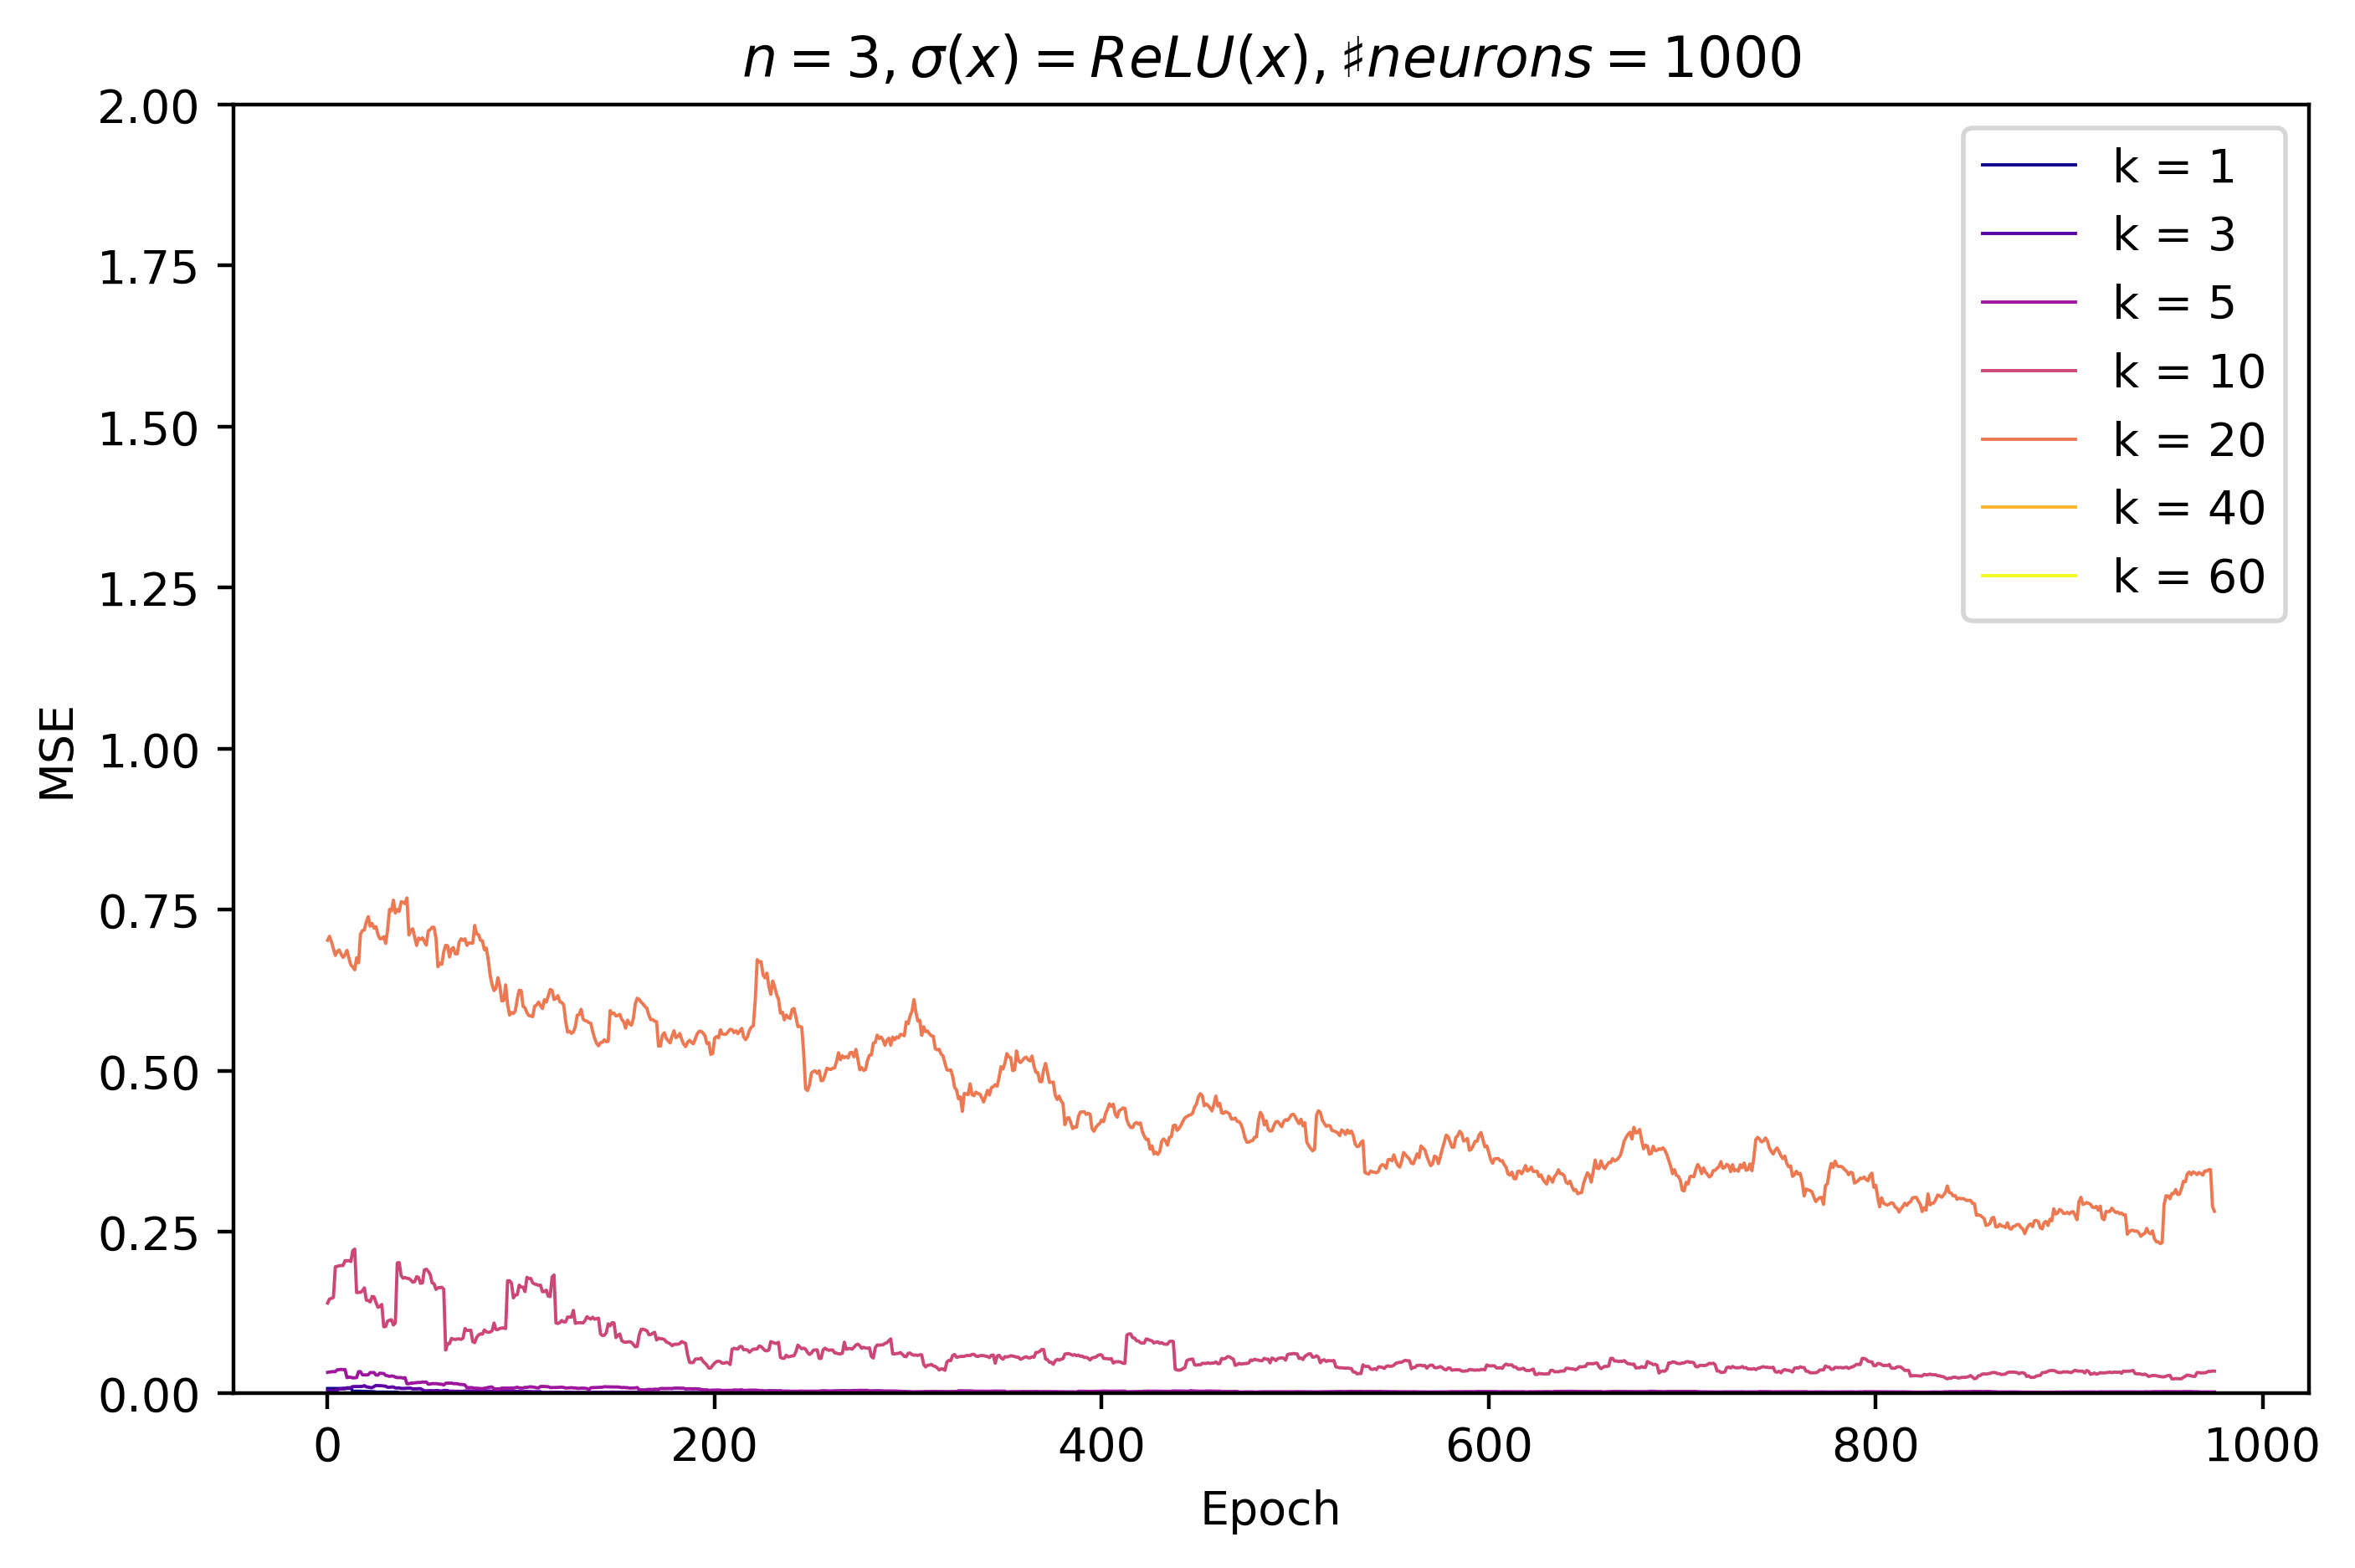 n = 3, σ(x) = ReLU(x), ♯neurons = 1000
2.00
1.75
1.50
1.25
1.00
0.75
0.50
0.25
0.00
MSE
k = 1
k = 3
k = 5
k = 10
k = 20
k = 40
k = 60
0 200 400 600 800 1000
Epoch